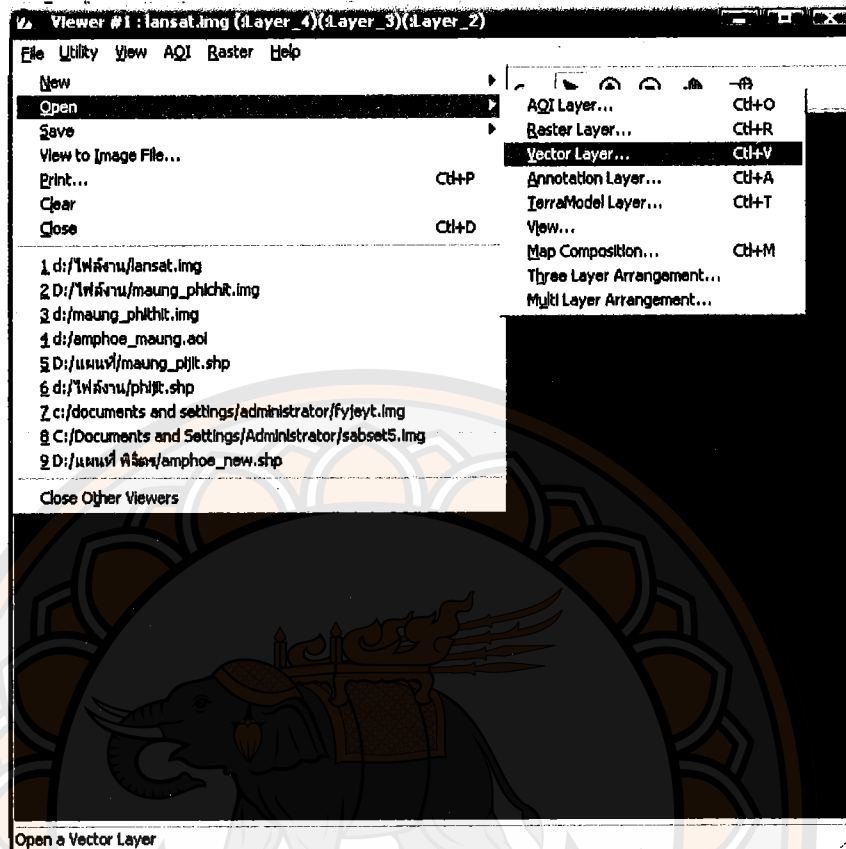 Viewer #1 : lansat.img (:Layer_4)(:Layer_3)(:Layer_2)
File Utility View AOI Raster Help
New
Open
Save
View to Image File...
Print... Ctl+P
Clear
Close Ctl+D
1 d:/ไฟล์งาน/lansat.img
2 D:/ไฟล์งาน/maung_phichit.img
3 d:/maung_phithit.img
4 d:/amphoe_maung.aoi
5 D:/แผนที่/maung_pijit.shp
6 d:/ไฟล์งาน/phijit.shp
7 c:/documents and settings/administrator/fyjeyt.img
8 C:/Documents and Settings/Administrator/sabset5.img
9 D:/แผนที่ พิจิตร/amphoe_new.shp
Close Other Viewers
AOI Layer... Ctl+O
Raster Layer... Ctl+R
Vector Layer... Ctl+V
Annotation Layer... Ctl+A
TerraModel Layer... Ctl+T
View...
Map Composition... Ctl+M
Three Layer Arrangement...
Multi Layer Arrangement...
Open a Vector Layer